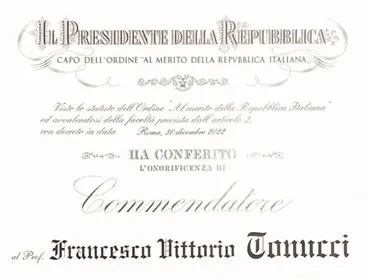 IL PRESIDENTE DELLA REPUBBLICA
CAPO DELL'ORDINE "AL MERITO DELLA REPVBBLICA ITALIANA"
Visto lo statuto dell'Ordine "Al merito della Repubblica Italiana"
ed avvalendosi della facoltà prevista dall'articolo 2,
con decreto in data Roma, 30 dicembre 2022
HA CONFERITO
L'ONORIFICENZA DI
Commendatore
al Prof. Francesco Vittorio Tonucci